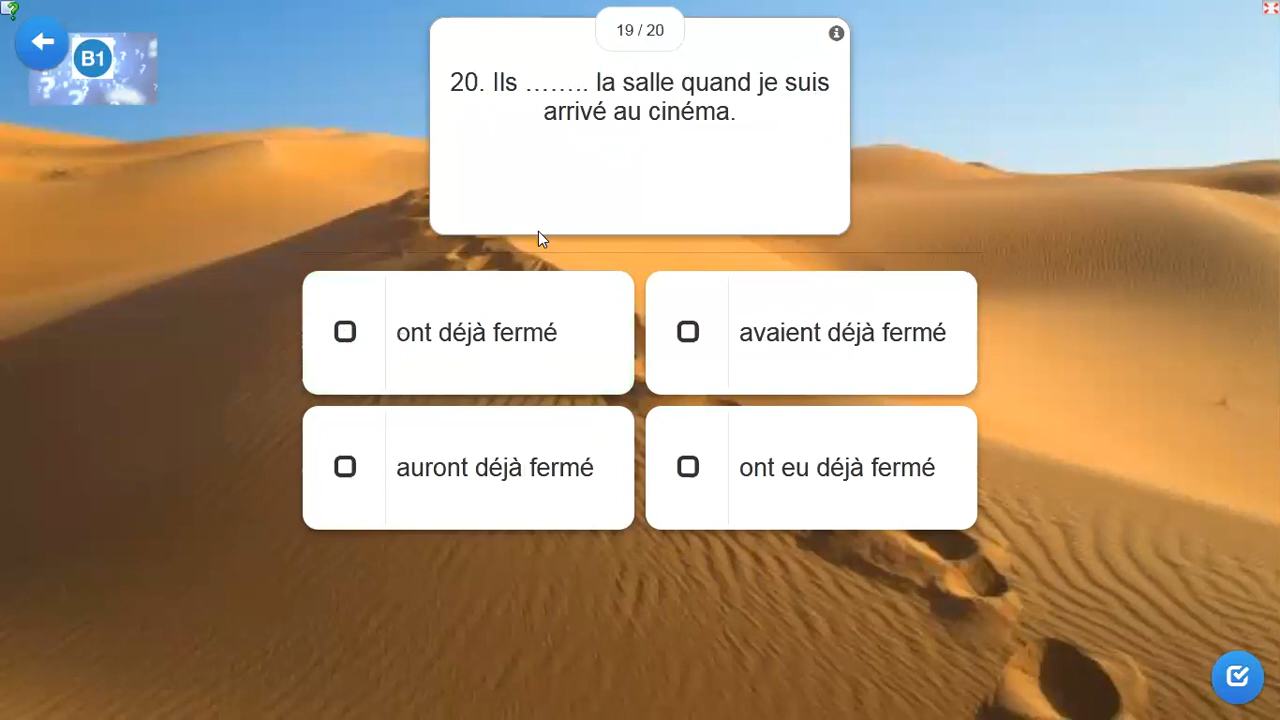 B1
19 / 20
20. Ils …….. la salle quand je suis
arrivé au cinéma.
ont déjà fermé
avaient déjà fermé
auront déjà fermé
ont eu déjà fermé